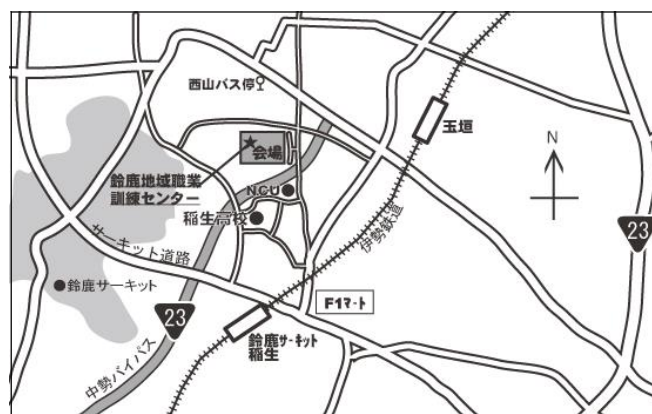 西山バス停
玉垣
会場
N
鈴鹿地域職業
訓練センター
NCU
稲生高校
伊勢鉄道
23
サーキット道路
鈴鹿サーキット
F1マート
23
鈴鹿サーキット
稲生
中勢バイパス